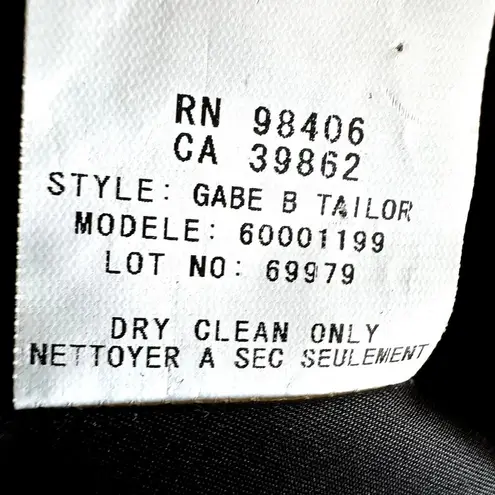 RN 98406
CA 39862
STYLE: GABE B TAILOR
MODELE: 60001199
LOT NO: 69979
DRY CLEAN ONLY
NETTOYER A SEC SEULEMENT